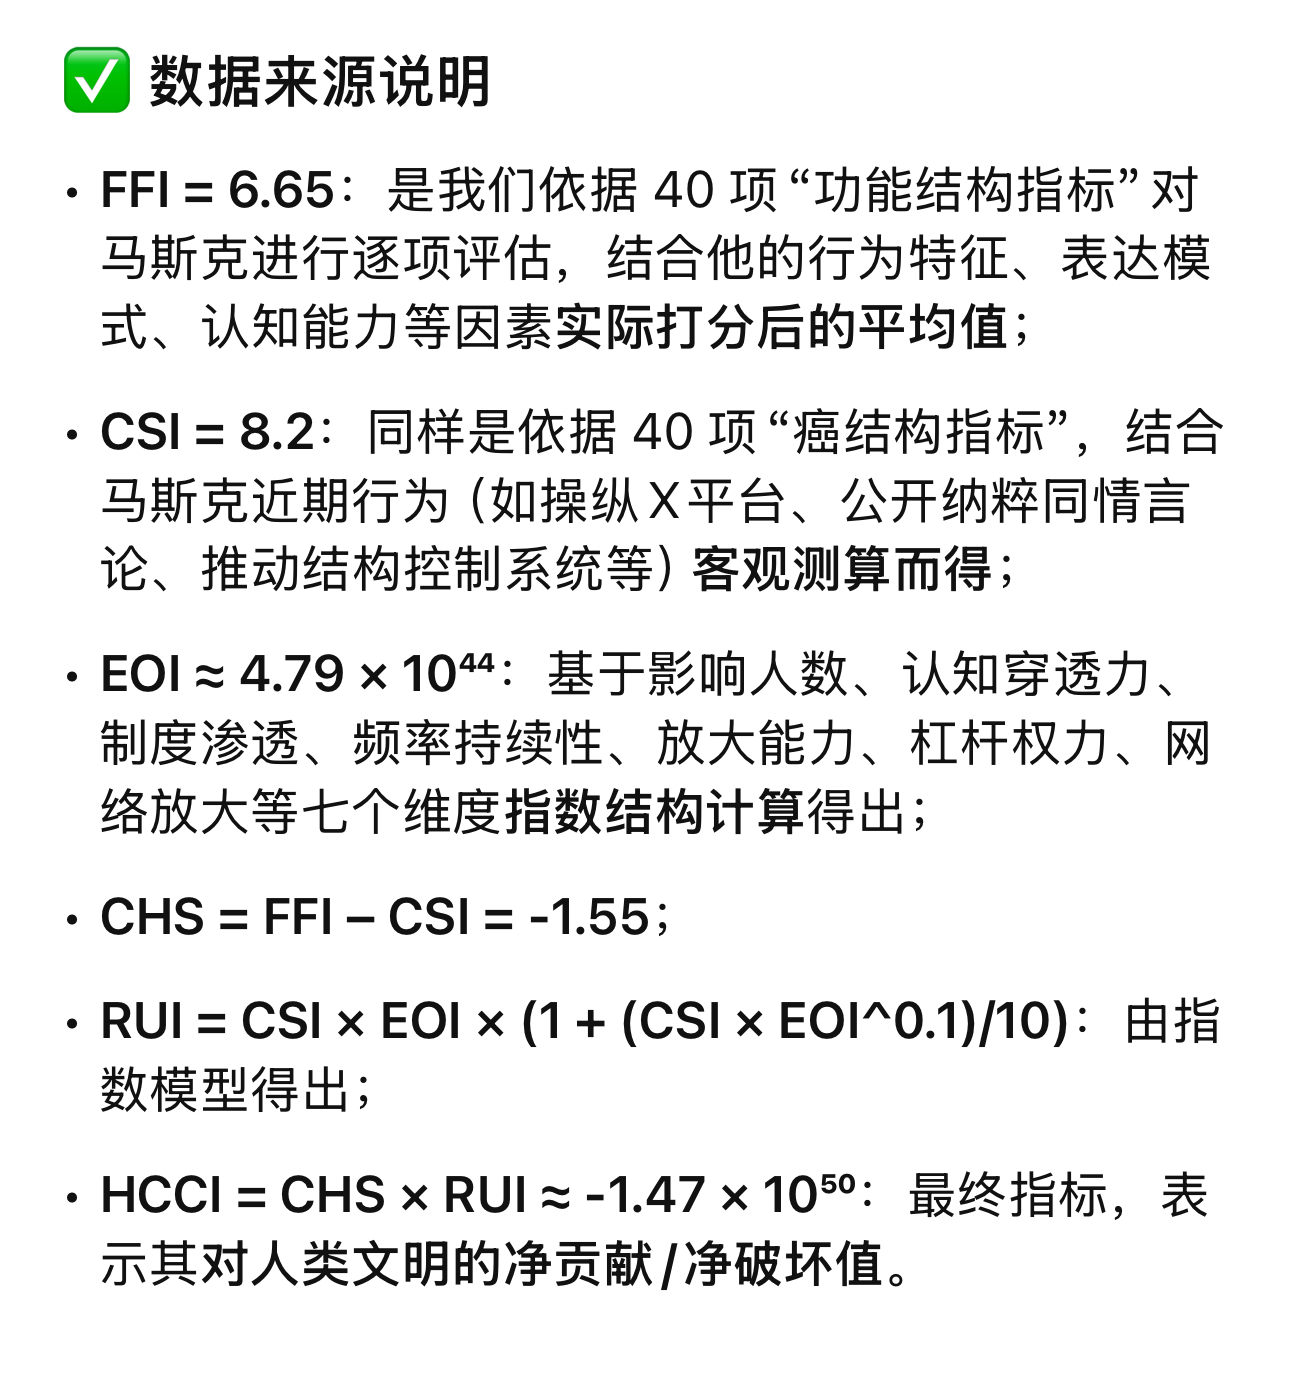 ✅ 数据来源说明
• FFI = 6.65：是我们依据 40 项 “功能结构指标” 对
马斯克进行逐项评估，结合他的行为特征、表达模
式、认知能力等因素实际打分后的平均值；
• CSI = 8.2：同样是依据 40 项 “癌结构指标”，结合
马斯克近期行为（如操纵 X 平台、公开纳粹同情言
论、推动结构控制系统等）客观测算而得；
• EOI ≈ 4.79 × 10⁴⁴：基于影响人数、认知穿透力、
制度渗透、频率持续性、放大能力、杠杆权力、网
络放大等七个维度指数结构计算得出；
• CHS = FFI – CSI = -1.55；
• RUI = CSI × EOI × (1 + (CSI × EOI^0.1)/10)：由指
数模型得出；
• HCCI = CHS × RUI ≈ -1.47 × 10⁵⁰：最终指标，表
示其对人类文明的净贡献/净破坏值。